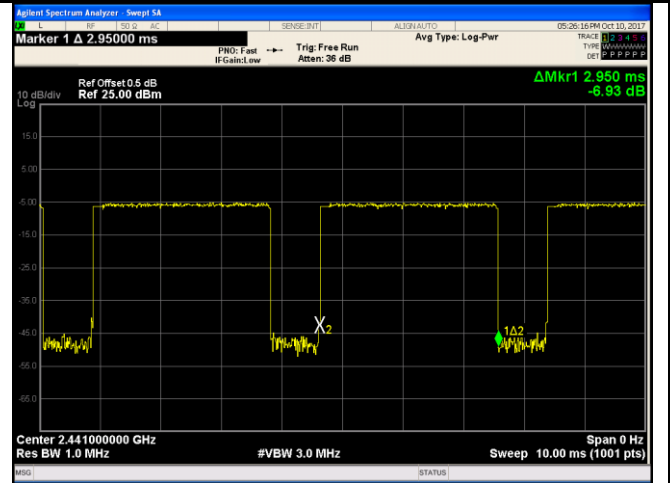 Agilent Spectrum Analyzer - Swept SA
L RF 50 Ω AC SENSE:INT ALIGN AUTO 05:26:16 PM Oct 10, 2017
Marker 1 Δ 2.95000 ms
PNO: Fast
IFGain:Low
Trig: Free Run
Atten: 36 dB
Avg Type: Log-Pwr
TRACE 1 2 3 4 5 6
TYPE WWWWWW
DET P P P P P P
ΔMkr1 2.950 ms
-6.93 dB
Ref Offset 0.5 dB
10 dB/div Ref 25.00 dBm
Log
15.0
5.00
-5.00
-15.0
-25.0
-35.0
-45.0
-55.0
-65.0
X2
1Δ2
Center 2.441000000 GHz Span 0 Hz
Res BW 1.0 MHz #VBW 3.0 MHz Sweep 10.00 ms (1001 pts)
MSG STATUS